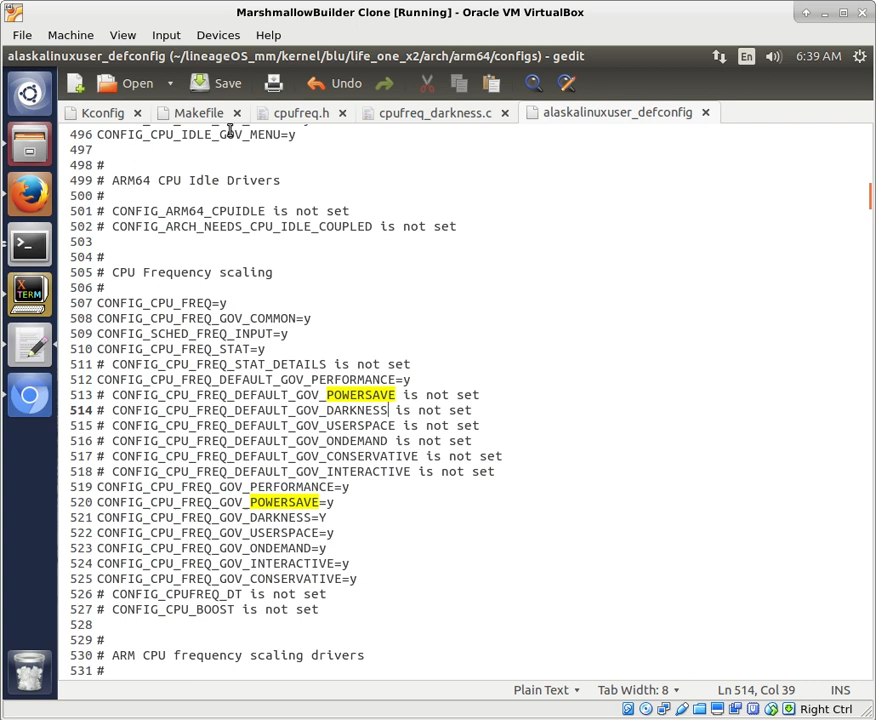 MarshmallowBuilder Clone [Running] - Oracle VM VirtualBox
File Machine View Input Devices Help
alaskalinuxuser_defconfig (~/lineageOS_mm/kernel/blu/life_one_x2/arch/arm64/configs) - gedit
En 6:39 AM
Open Save Undo
Kconfig Makefile cpufreq.h cpufreq_darkness.c alaskalinuxuser_defconfig
496 CONFIG_CPU_IDLE_GOV_MENU=y
497
498 #
499 # ARM64 CPU Idle Drivers
500 #
501 # CONFIG_ARM64_CPUIDLE is not set
502 # CONFIG_ARCH_NEEDS_CPU_IDLE_COUPLED is not set
503
504 #
505 # CPU Frequency scaling
506 #
507 CONFIG_CPU_FREQ=y
508 CONFIG_CPU_FREQ_GOV_COMMON=y
509 CONFIG_SCHED_FREQ_INPUT=y
510 CONFIG_CPU_FREQ_STAT=y
511 # CONFIG_CPU_FREQ_STAT_DETAILS is not set
512 CONFIG_CPU_FREQ_DEFAULT_GOV_PERFORMANCE=y
513 # CONFIG_CPU_FREQ_DEFAULT_GOV_POWERSAVE is not set
514 # CONFIG_CPU_FREQ_DEFAULT_GOV_DARKNESS is not set
515 # CONFIG_CPU_FREQ_DEFAULT_GOV_USERSPACE is not set
516 # CONFIG_CPU_FREQ_DEFAULT_GOV_ONDEMAND is not set
517 # CONFIG_CPU_FREQ_DEFAULT_GOV_CONSERVATIVE is not set
518 # CONFIG_CPU_FREQ_DEFAULT_GOV_INTERACTIVE is not set
519 CONFIG_CPU_FREQ_GOV_PERFORMANCE=y
520 CONFIG_CPU_FREQ_GOV_POWERSAVE=y
521 CONFIG_CPU_FREQ_GOV_DARKNESS=Y
522 CONFIG_CPU_FREQ_GOV_USERSPACE=y
523 CONFIG_CPU_FREQ_GOV_ONDEMAND=y
524 CONFIG_CPU_FREQ_GOV_INTERACTIVE=y
525 CONFIG_CPU_FREQ_GOV_CONSERVATIVE=y
526 # CONFIG_CPUFREQ_DT is not set
527 # CONFIG_CPU_BOOST is not set
528
529 #
530 # ARM CPU frequency scaling drivers
531 #
X TERM
Plain Text Tab Width: 8 Ln 514, Col 39 INS
Right Ctrl